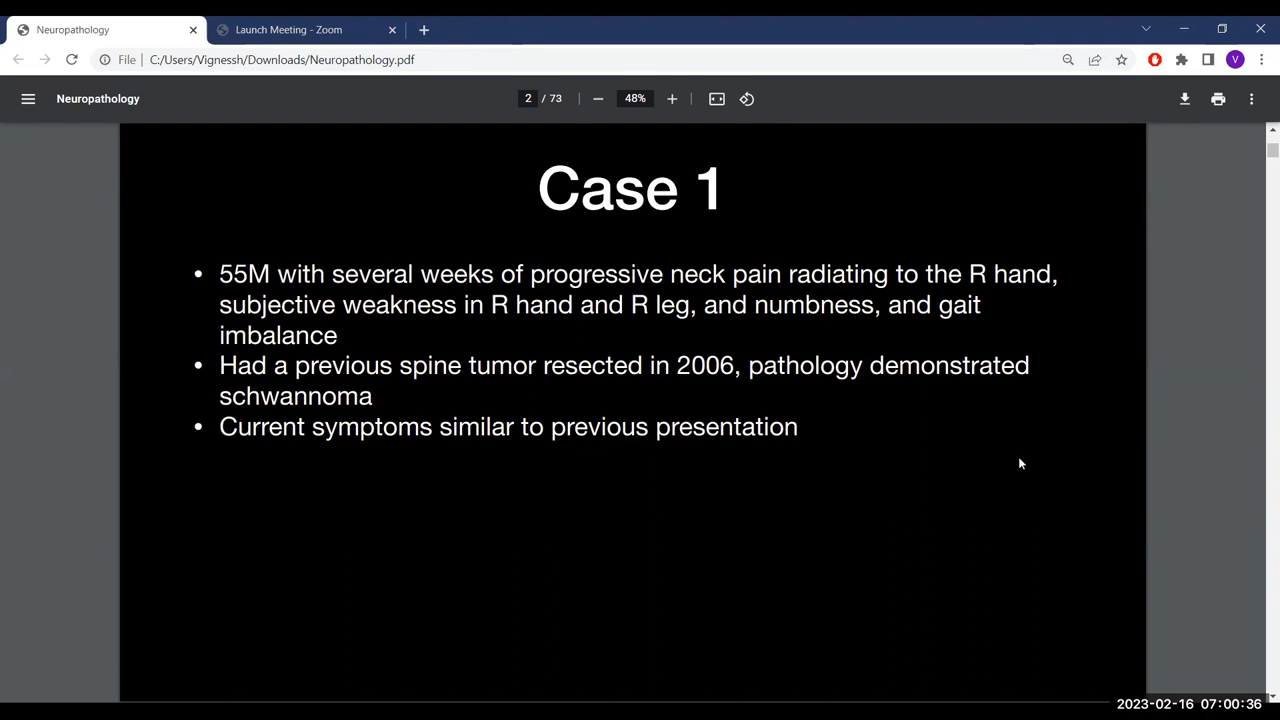 Neuropathology
Launch Meeting - Zoom
File C:/Users/Vignessh/Downloads/Neuropathology.pdf
V
Neuropathology
2 / 73
48%
Case 1
• 55M with several weeks of progressive neck pain radiating to the R hand,
subjective weakness in R hand and R leg, and numbness, and gait
imbalance
• Had a previous spine tumor resected in 2006, pathology demonstrated
schwannoma
• Current symptoms similar to previous presentation
2023-02-16 07:00:36